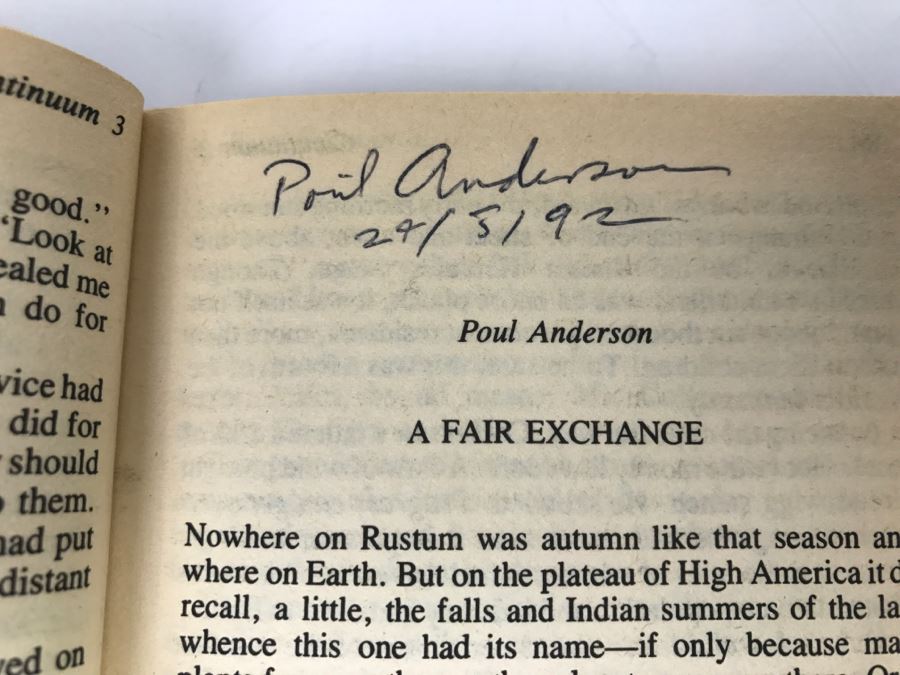 ntinuum 3
good.”
“Look at
ealed me
do for
vice had
did for
should
them.
had put
distant
ved on
Poul Anderson
24/5/92
Poul Anderson
A FAIR EXCHANGE
Nowhere on Rustum was autumn like that season an
where on Earth. But on the plateau of High America it d
recall, a little, the falls and Indian summers of the la
whence this one had its name—if only because ma